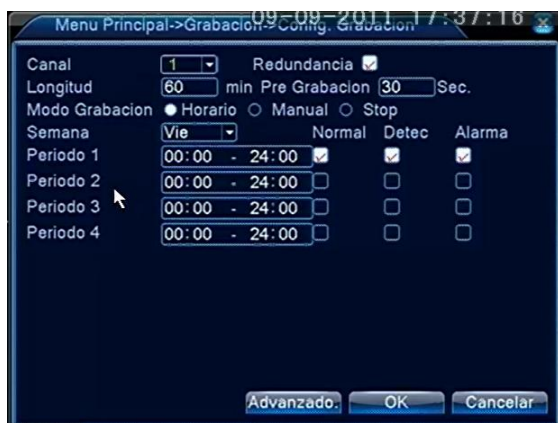 09-09-2011 17:37:16
Menu Principal->Grabacion->Config. Grabacion
Canal 1 Redundancia
Longitud 60 min Pre Grabacion 30 Sec.
Modo Grabacion Horario Manual Stop
Semana Vie Normal Detec Alarma
Periodo 1 00:00 - 24:00
Periodo 2 00:00 - 24:00
Periodo 3 00:00 - 24:00
Periodo 4 00:00 - 24:00
Advanzado. OK Cancelar